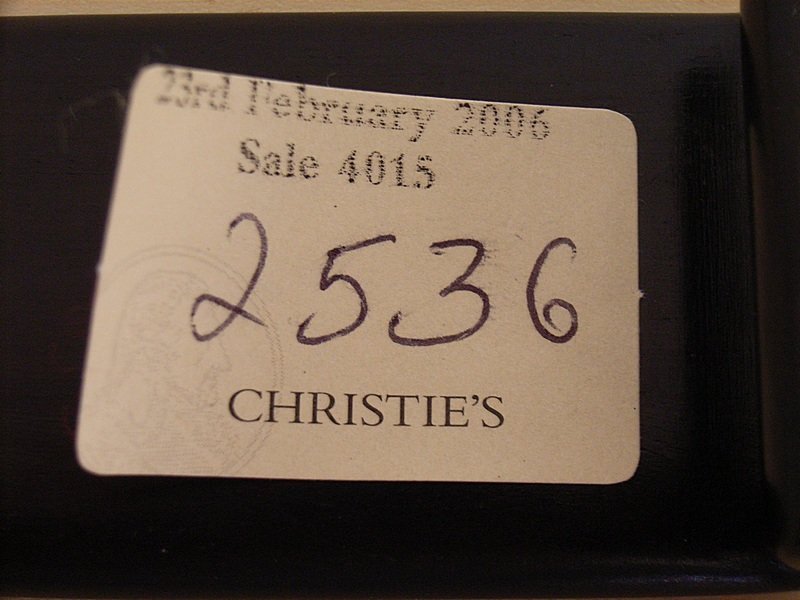 23rd February 2006
Sale 4015
2536
CHRISTIE'S